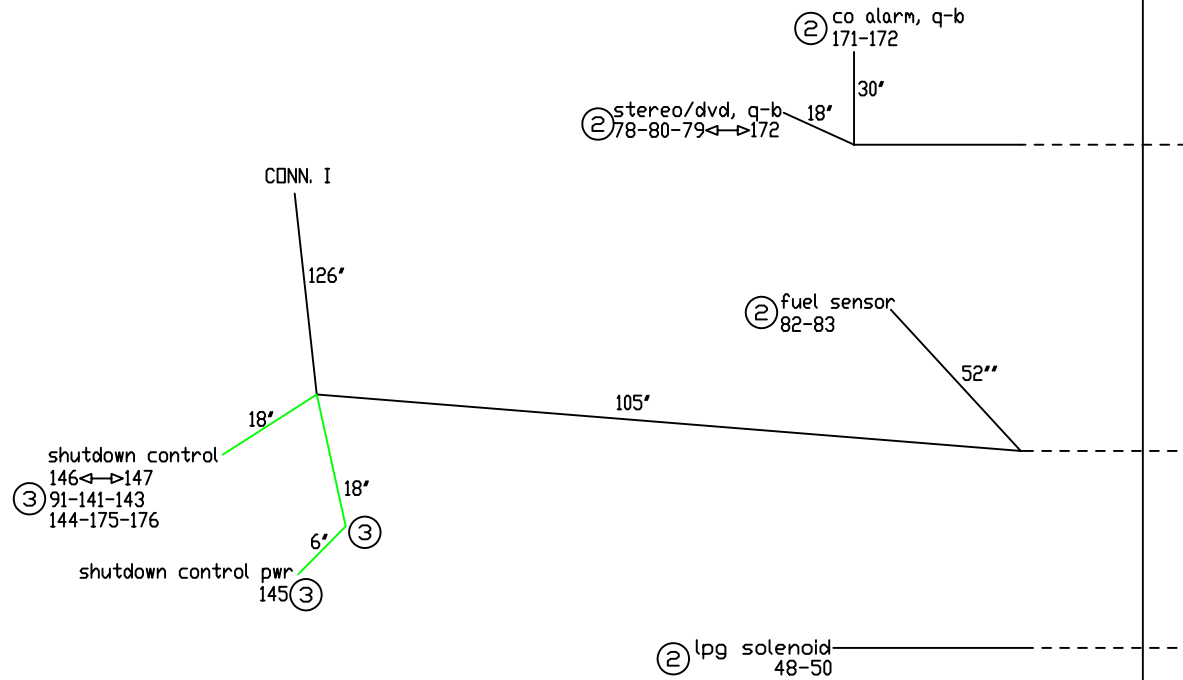 ② co alarm, q-b
171-172
30"
② stereo/dvd, q-b
78-80-79◁─▷172
18"
CONN. I
126"
② fuel sensor
82-83
52""
105"
18"
shutdown control
146◁─▷147
③ 91-141-143
144-175-176
18"
③
6"
shutdown control pwr
145 ③
② lpg solenoid
48-50